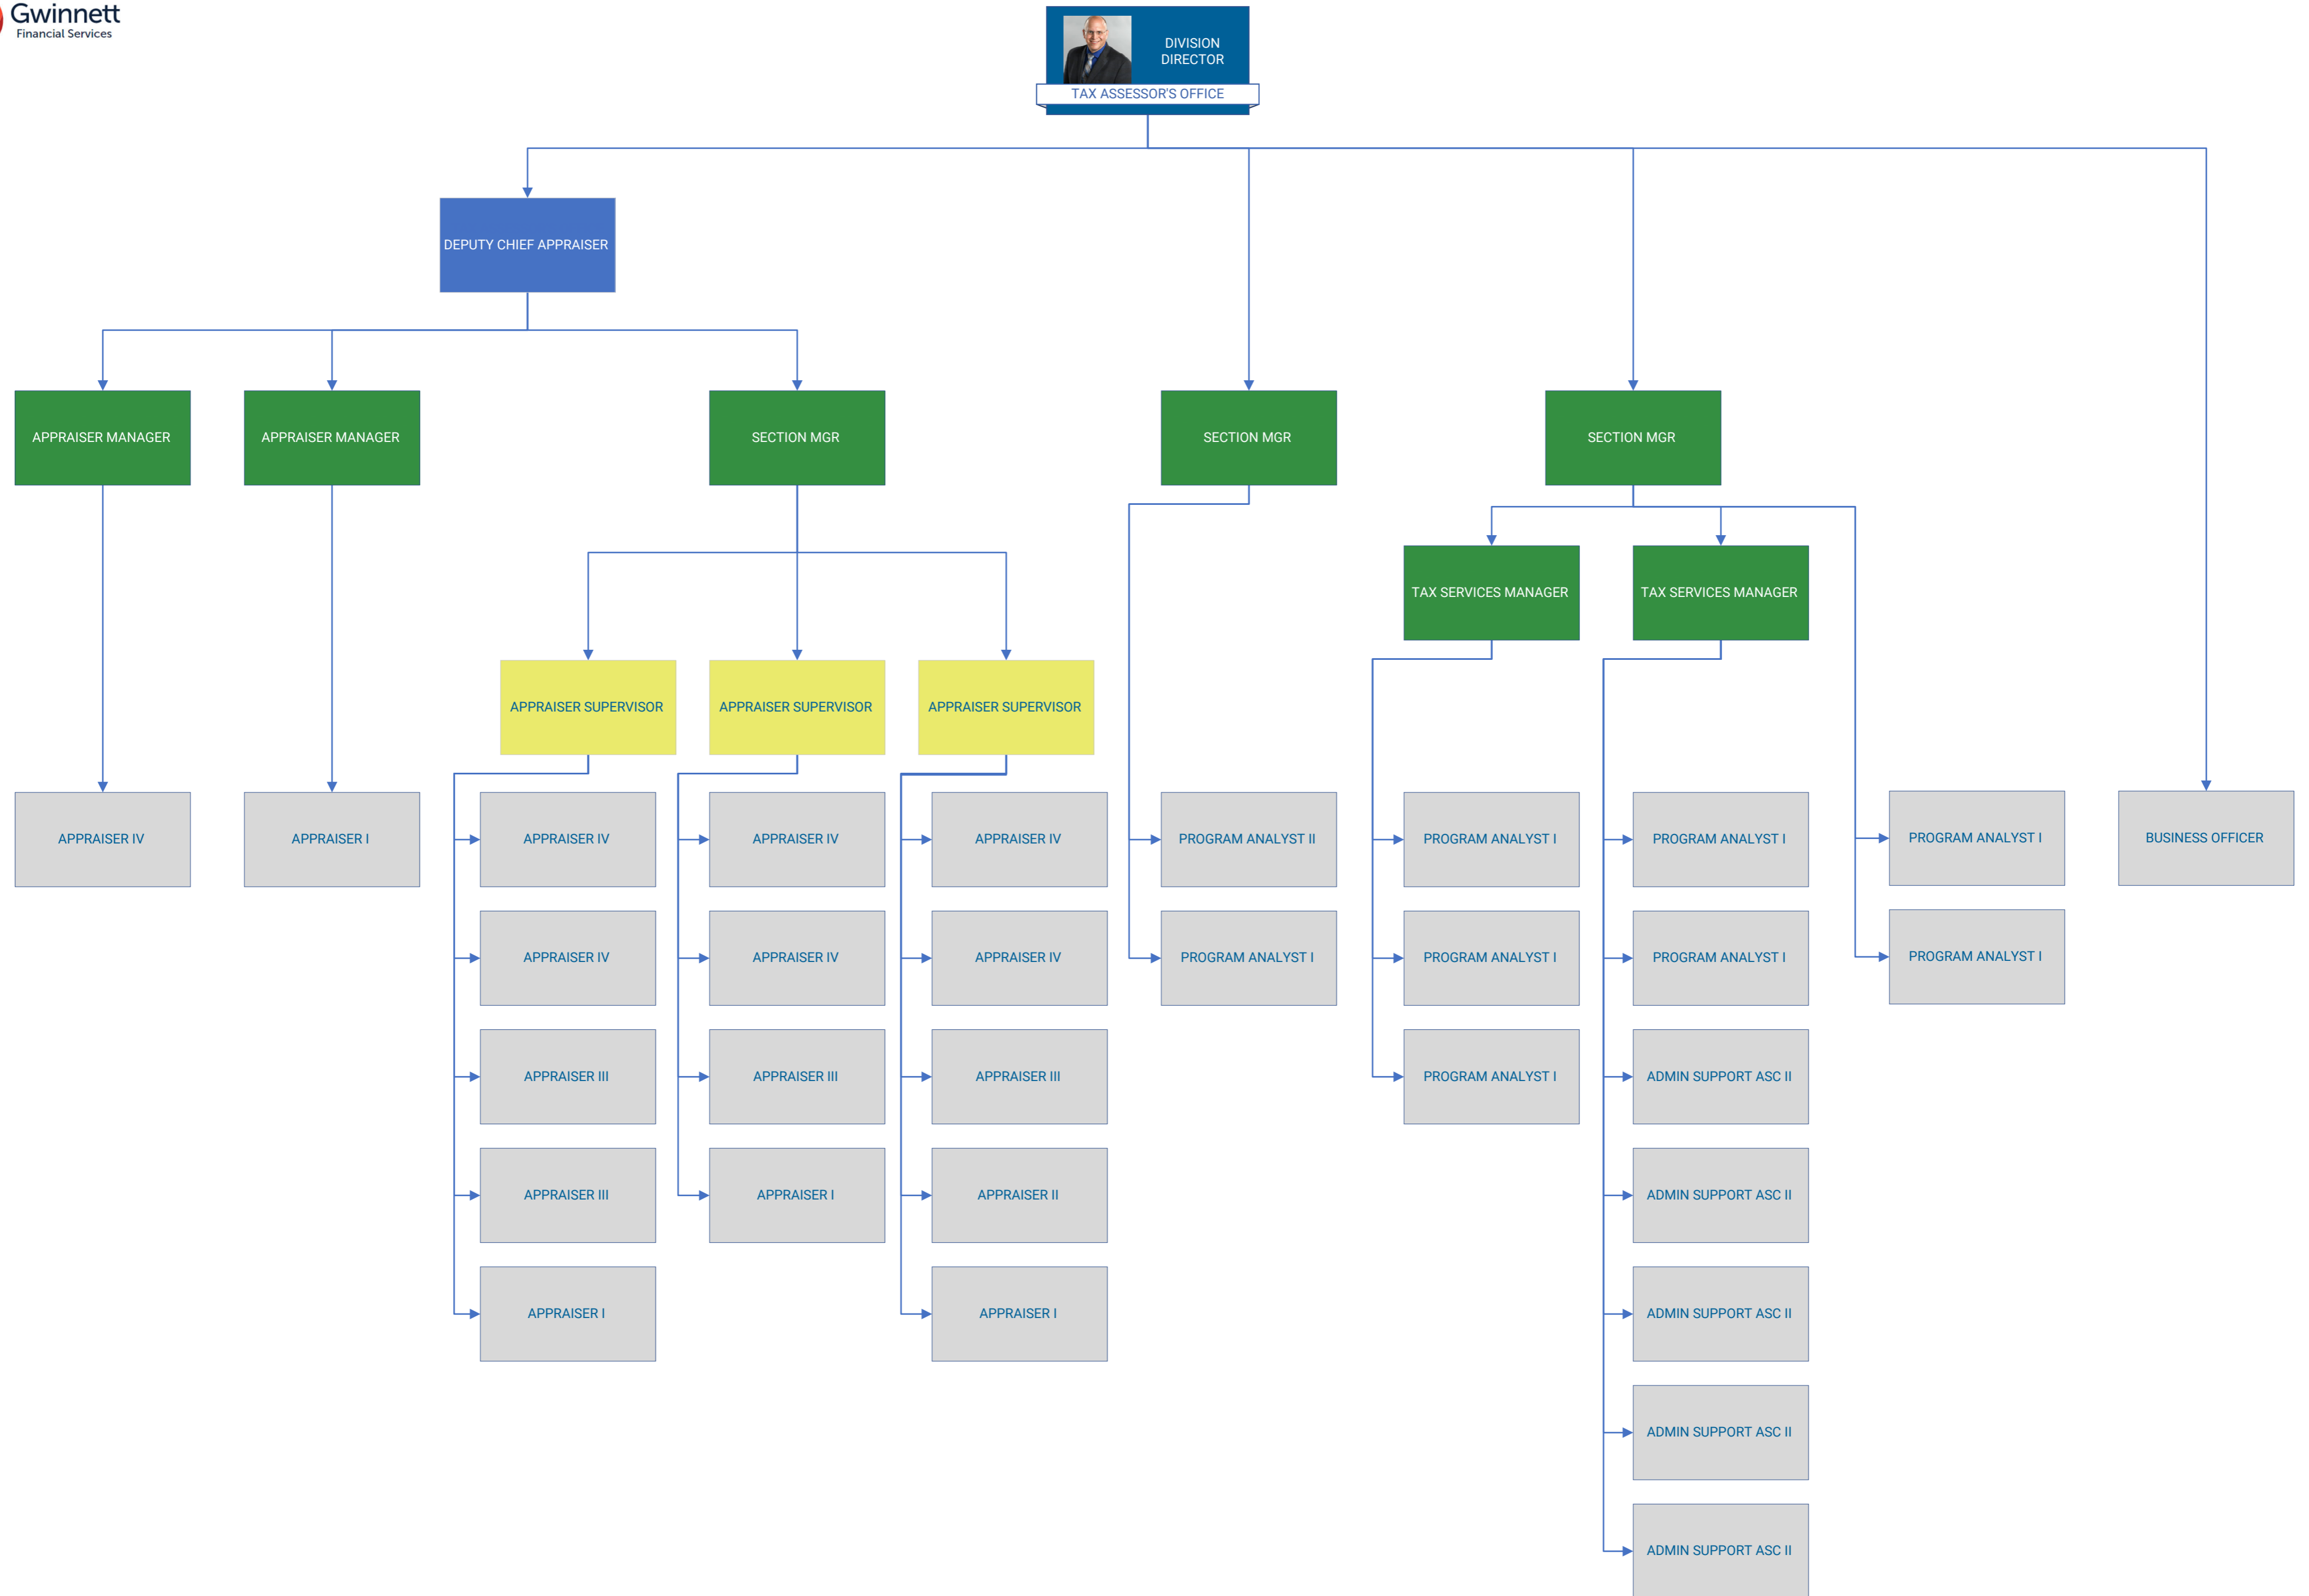 Gwinnett
Financial Services
DIVISION
DIRECTOR
TAX ASSESSOR'S OFFICE
DEPUTY CHIEF APPRAISER
APPRAISER MANAGER
APPRAISER MANAGER
SECTION MGR
SECTION MGR
SECTION MGR
TAX SERVICES MANAGER
TAX SERVICES MANAGER
APPRAISER SUPERVISOR
APPRAISER SUPERVISOR
APPRAISER SUPERVISOR
APPRAISER IV
APPRAISER I
APPRAISER IV
APPRAISER IV
APPRAISER IV
PROGRAM ANALYST II
PROGRAM ANALYST I
PROGRAM ANALYST I
PROGRAM ANALYST I
BUSINESS OFFICER
APPRAISER IV
APPRAISER IV
APPRAISER IV
PROGRAM ANALYST I
PROGRAM ANALYST I
PROGRAM ANALYST I
PROGRAM ANALYST I
APPRAISER III
APPRAISER III
APPRAISER III
PROGRAM ANALYST I
ADMIN SUPPORT ASC II
APPRAISER III
APPRAISER I
APPRAISER II
ADMIN SUPPORT ASC II
APPRAISER I
APPRAISER I
ADMIN SUPPORT ASC II
ADMIN SUPPORT ASC II
ADMIN SUPPORT ASC II